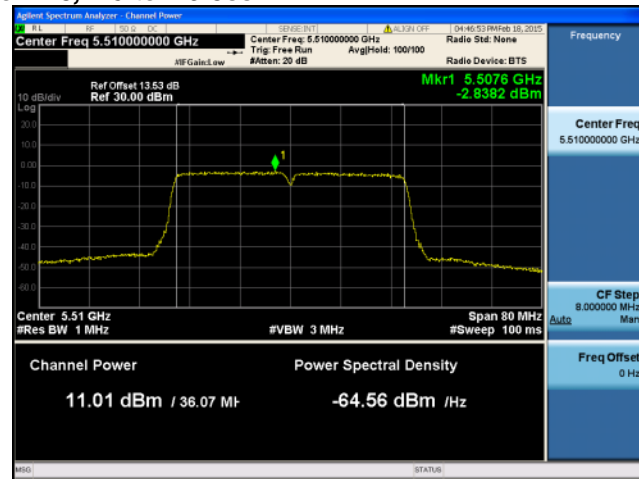 Agilent Spectrum Analyzer - Channel Power
RL RF 50 Ω DC SENSE:INT ALIGN OFF 04:46:53 PM Feb 18, 2015
Center Freq 5.510000000 GHz
Center Freq: 5.510000000 GHz
Radio Std: None
Trig: Free Run Avg|Hold: 100/100
#IFGain:Low #Atten: 20 dB Radio Device: BTS
Ref Offset 13.53 dB
10 dB/div Ref 30.00 dBm
Mkr1 5.5076 GHz
-2.8382 dBm
Log
20.0
10.0
0.00
-10.0
-20.0
-30.0
-40.0
-50.0
-60.0
1
Center 5.51 GHz Span 80 MHz
#Res BW 1 MHz #VBW 3 MHz #Sweep 100 ms
Channel Power Power Spectral Density
11.01 dBm / 36.07 MH -64.56 dBm /Hz
MSG STATUS
Frequency
Center Freq
5.510000000 GHz
CF Step
8.000000 MHz
Auto Man
Freq Offset
0 Hz